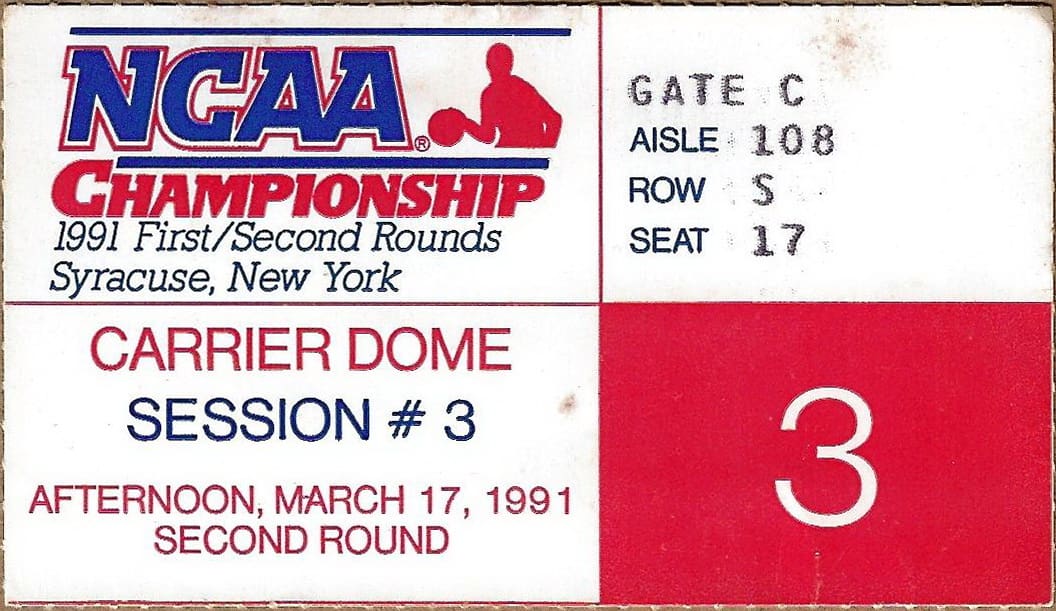 NCAA®
CHAMPIONSHIP
1991 First/Second Rounds
Syracuse, New York
GATE C
AISLE 108
ROW S
SEAT 17
CARRIER DOME
SESSION # 3
AFTERNOON, MARCH 17, 1991
SECOND ROUND
3